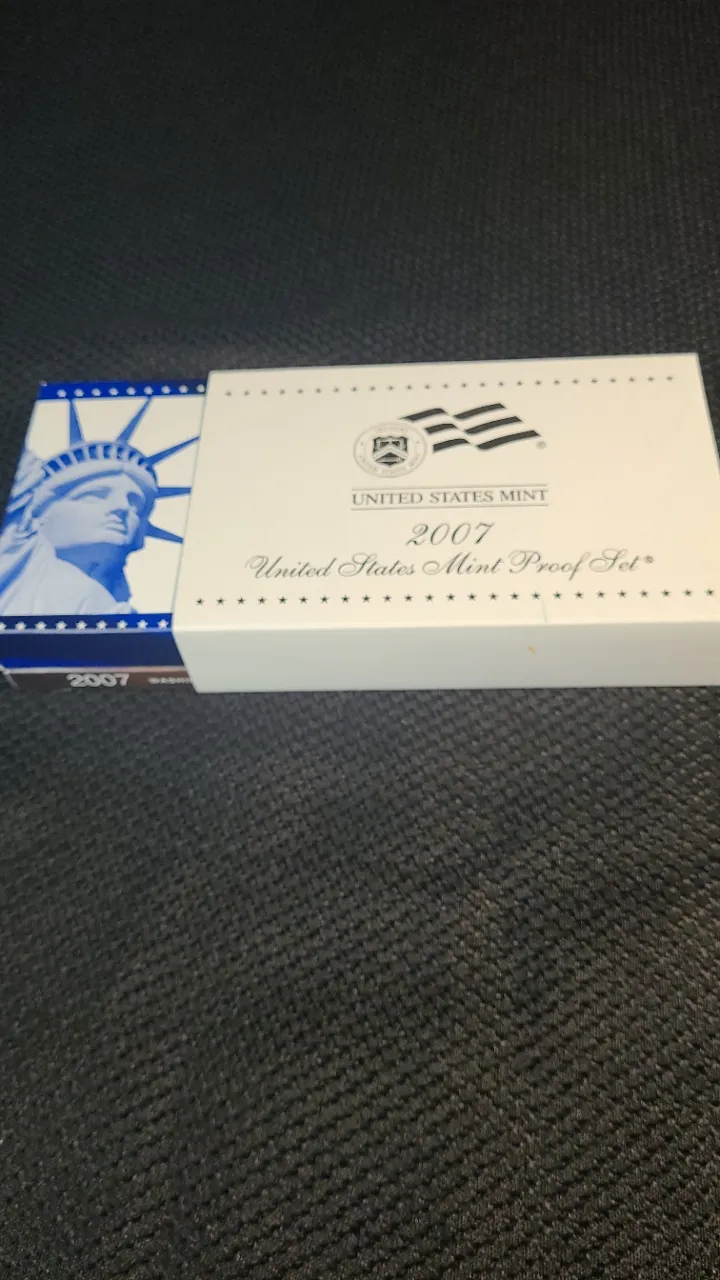 UNITED STATES MINT
2007
United States Mint Proof Set®
2007